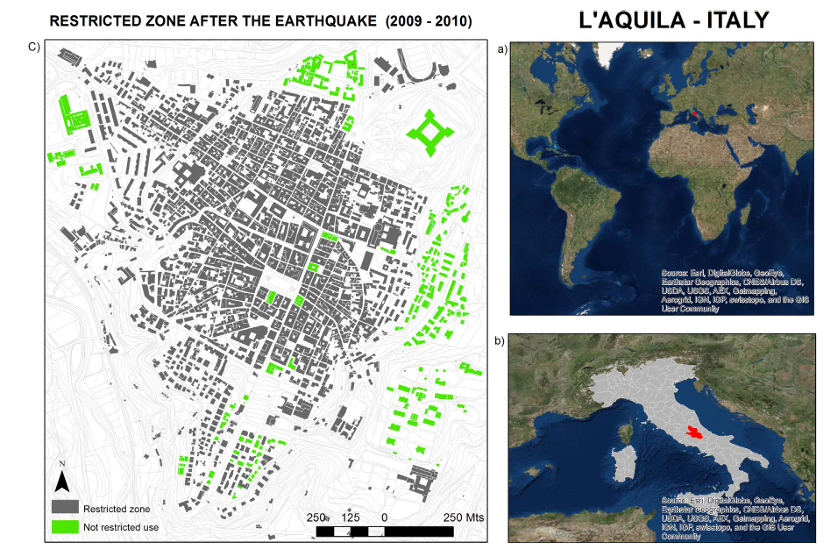 RESTRICTED ZONE AFTER THE EARTHQUAKE (2009 - 2010)
L'AQUILA - ITALY
C)
a)
Source: Esri, DigitalGlobe, GeoEye,
Earthstar Geographics, CNES/Airbus DS,
USDA, USGS, AEX, Getmapping,
Aerogrid, IGN, IGP, swisstopo, and the GIS
User Community
b)
Source: Esri, DigitalGlobe, GeoEye,
Earthstar Geographics, CNES/Airbus DS,
USDA, USGS, AEX, Getmapping, Aerogrid,
IGN, IGP, swisstopo, and the GIS User
Community
N
Restricted zone
Not restricted use
250 125 0 250 Mts